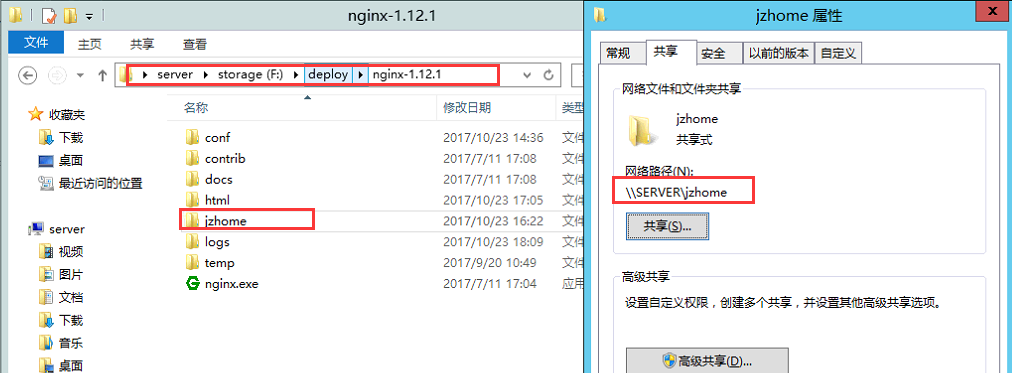 nginx-1.12.1
文件 主页 共享 查看
server storage (F:) deploy nginx-1.12.1
名称 修改日期 类型
收藏夹
下载
桌面
最近访问的位置
server
视频
图片
文档
下载
音乐
桌面
conf 2017/10/23 14:36 文件
contrib 2017/7/11 17:08 文件
docs 2017/7/11 17:08 文件
html 2017/10/23 17:05 文件
jzhome 2017/10/23 16:22 文件
logs 2017/10/23 18:09 文件
temp 2017/9/20 10:49 文件
nginx.exe 2017/7/11 17:04 应用
jzhome 属性
常规 共享 安全 以前的版本 自定义
网络文件和文件夹共享
jzhome
共享式
网络路径(N):
\\SERVER\jzhome
共享(S)...
高级共享
设置自定义权限，创建多个共享，并设置其他高级共享选项。
高级共享(D)...